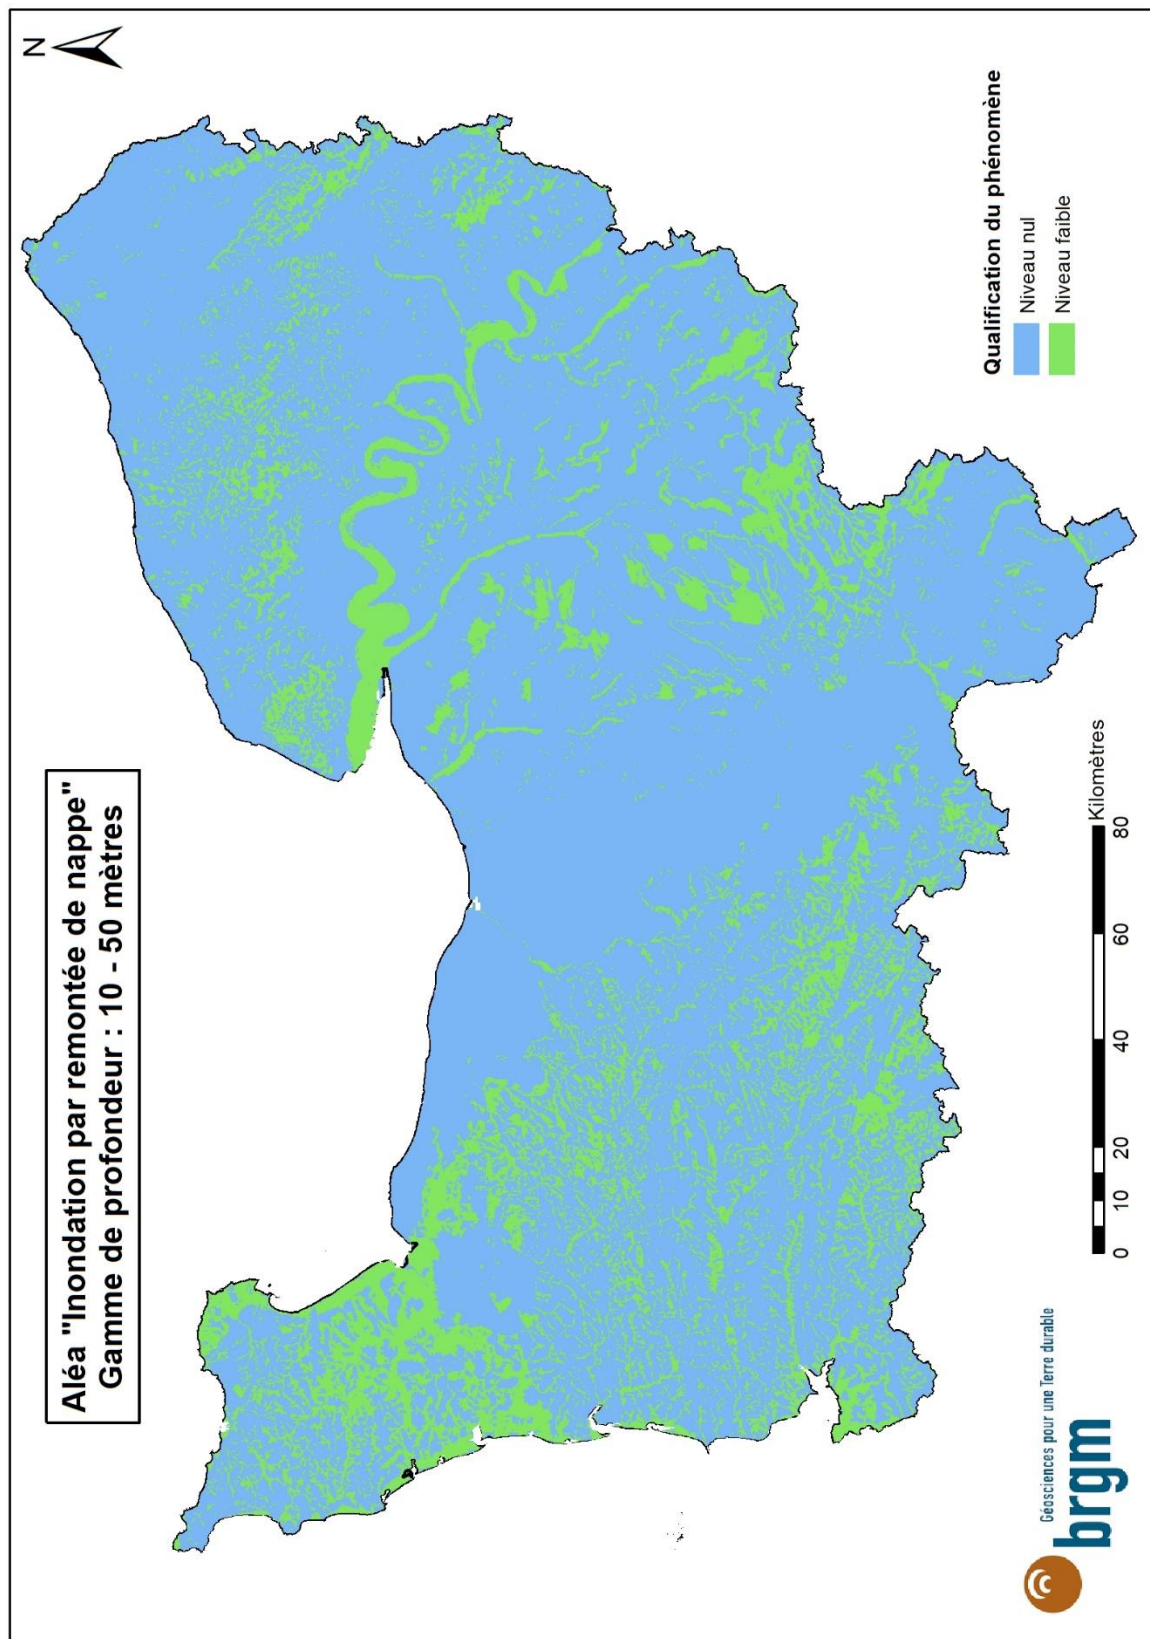 Aléa "Inondation par remontée de nappe"
Gamme de profondeur : 10 - 50 mètres
N
Qualification du phénomène
Niveau nul
Niveau faible
Kilomètres
0 10 20 40 60 80
Géosciences pour une Terre durable
brgm